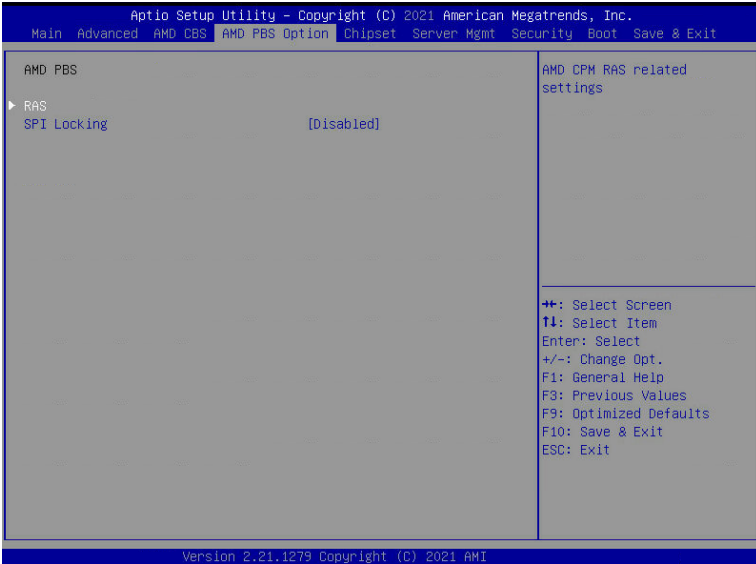 Aptio Setup Utility – Copyright (C) 2021 American Megatrends, Inc.
Main Advanced AMD CBS AMD PBS Option Chipset Server Mgmt Security Boot Save & Exit
AMD PBS
RAS
SPI Locking [Disabled]
AMD CPM RAS related
settings
→←: Select Screen
↑↓: Select Item
Enter: Select
+/-: Change Opt.
F1: General Help
F3: Previous Values
F9: Optimized Defaults
F10: Save & Exit
ESC: Exit
Version 2.21.1279 Copyright (C) 2021 AMI